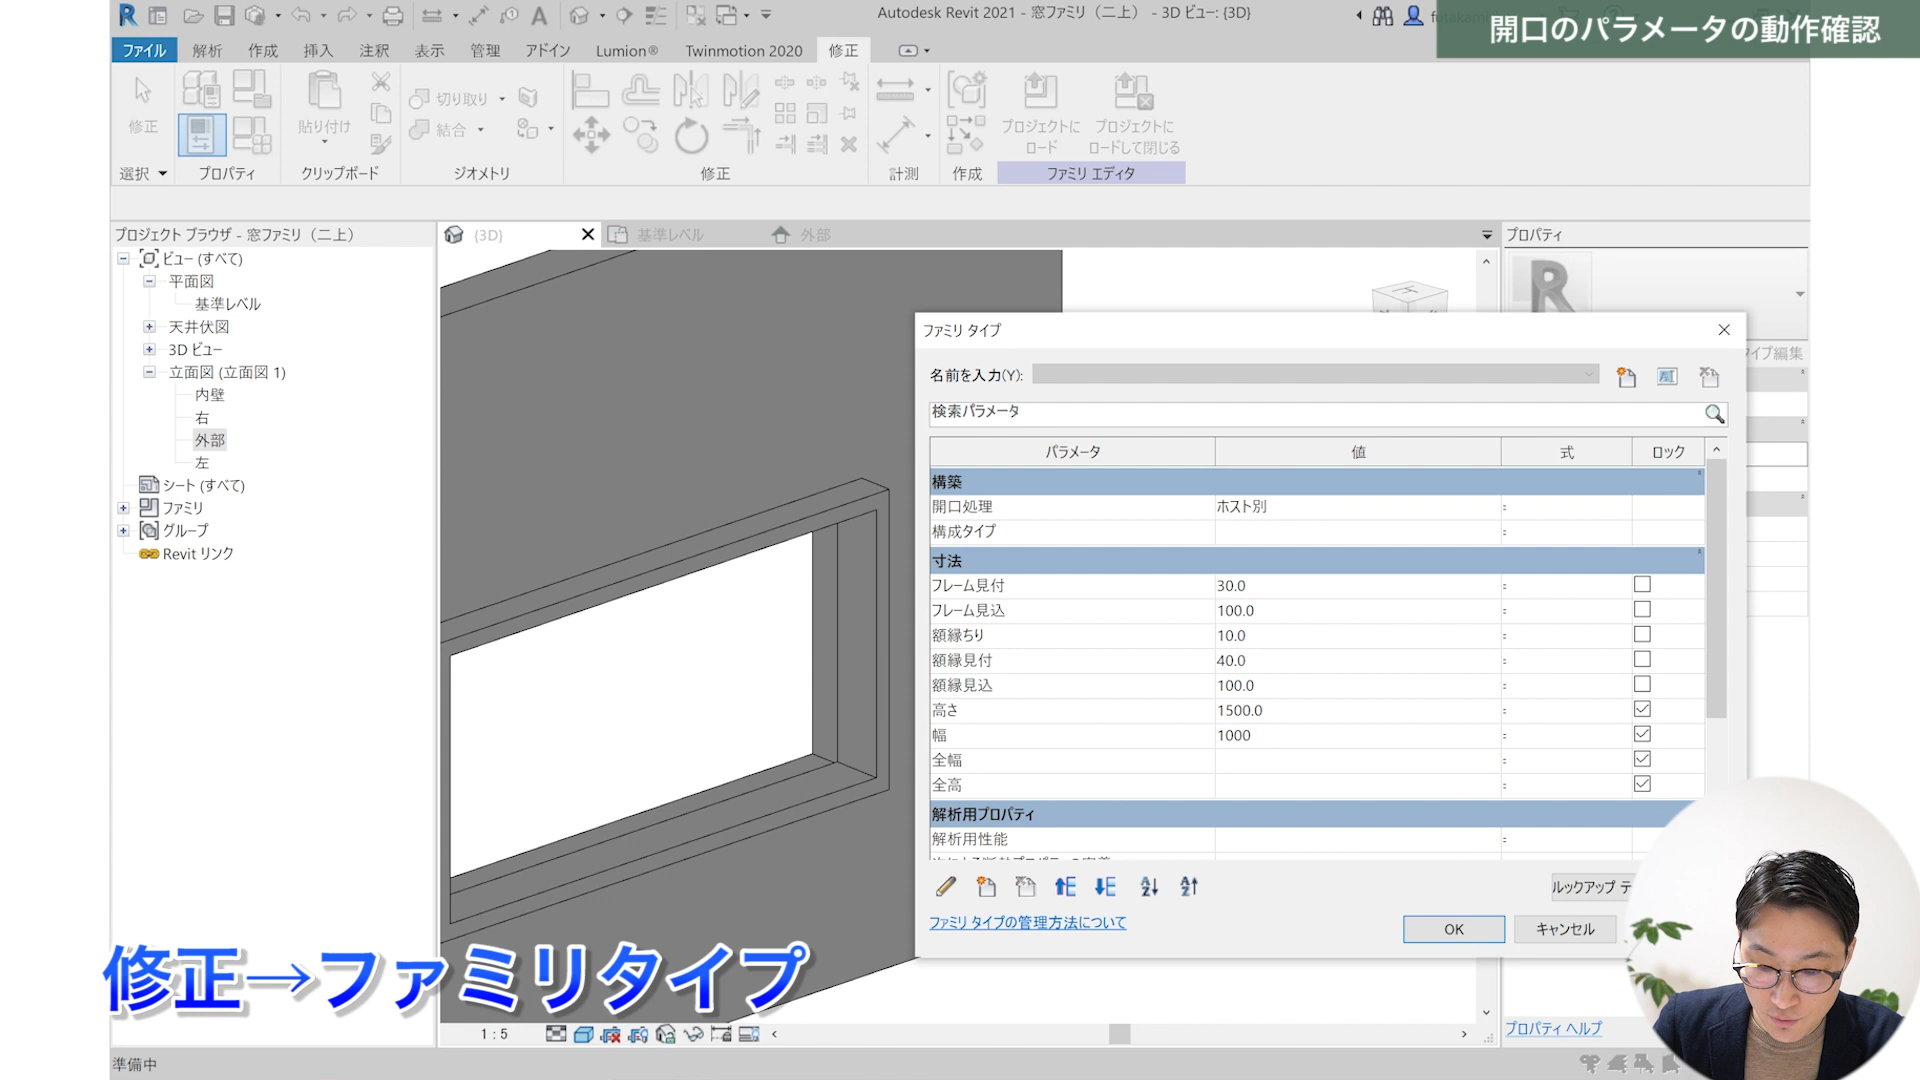 Autodesk Revit 2021 - 窓ファミリ（二上） - 3D ビュー: {3D}
開口のパラメータの動作確認
ファイル 解析 作成 挿入 注釈 表示 管理 アドイン Lumion® Twinmotion 2020 修正
修正
切り取り
結合
貼り付け
プロジェクトに
ロード
プロジェクトに
ロードして閉じる
選択 プロパティ クリップボード ジオメトリ 修正 計測 作成 ファミリ エディタ
プロジェクト ブラウザ - 窓ファミリ（二上）
{3D} 基準レベル 外部
プロパティ
ビュー (すべて)
平面図
基準レベル
天井伏図
3D ビュー
立面図 (立面図 1)
内壁
右
外部
左
シート (すべて)
ファミリ
グループ
Revit リンク
ファミリ タイプ
イプ編集
名前を入力(Y):
検索パラメータ
パラメータ 値 式 ロック
構築
開口処理 ホスト別 =
構成タイプ =
寸法
フレーム見付 30.0 =
フレーム見込 100.0 =
額縁ちり 10.0 =
額縁見付 40.0 =
額縁見込 100.0 =
高さ 1500.0 =
幅 1000 =
全幅 =
全高 =
解析用プロパティ
解析用性能 =
ルックアップ テ
ファミリ タイプの管理方法について
OK キャンセル
修正→ファミリタイプ
1 : 5
プロパティ ヘルプ
準備中